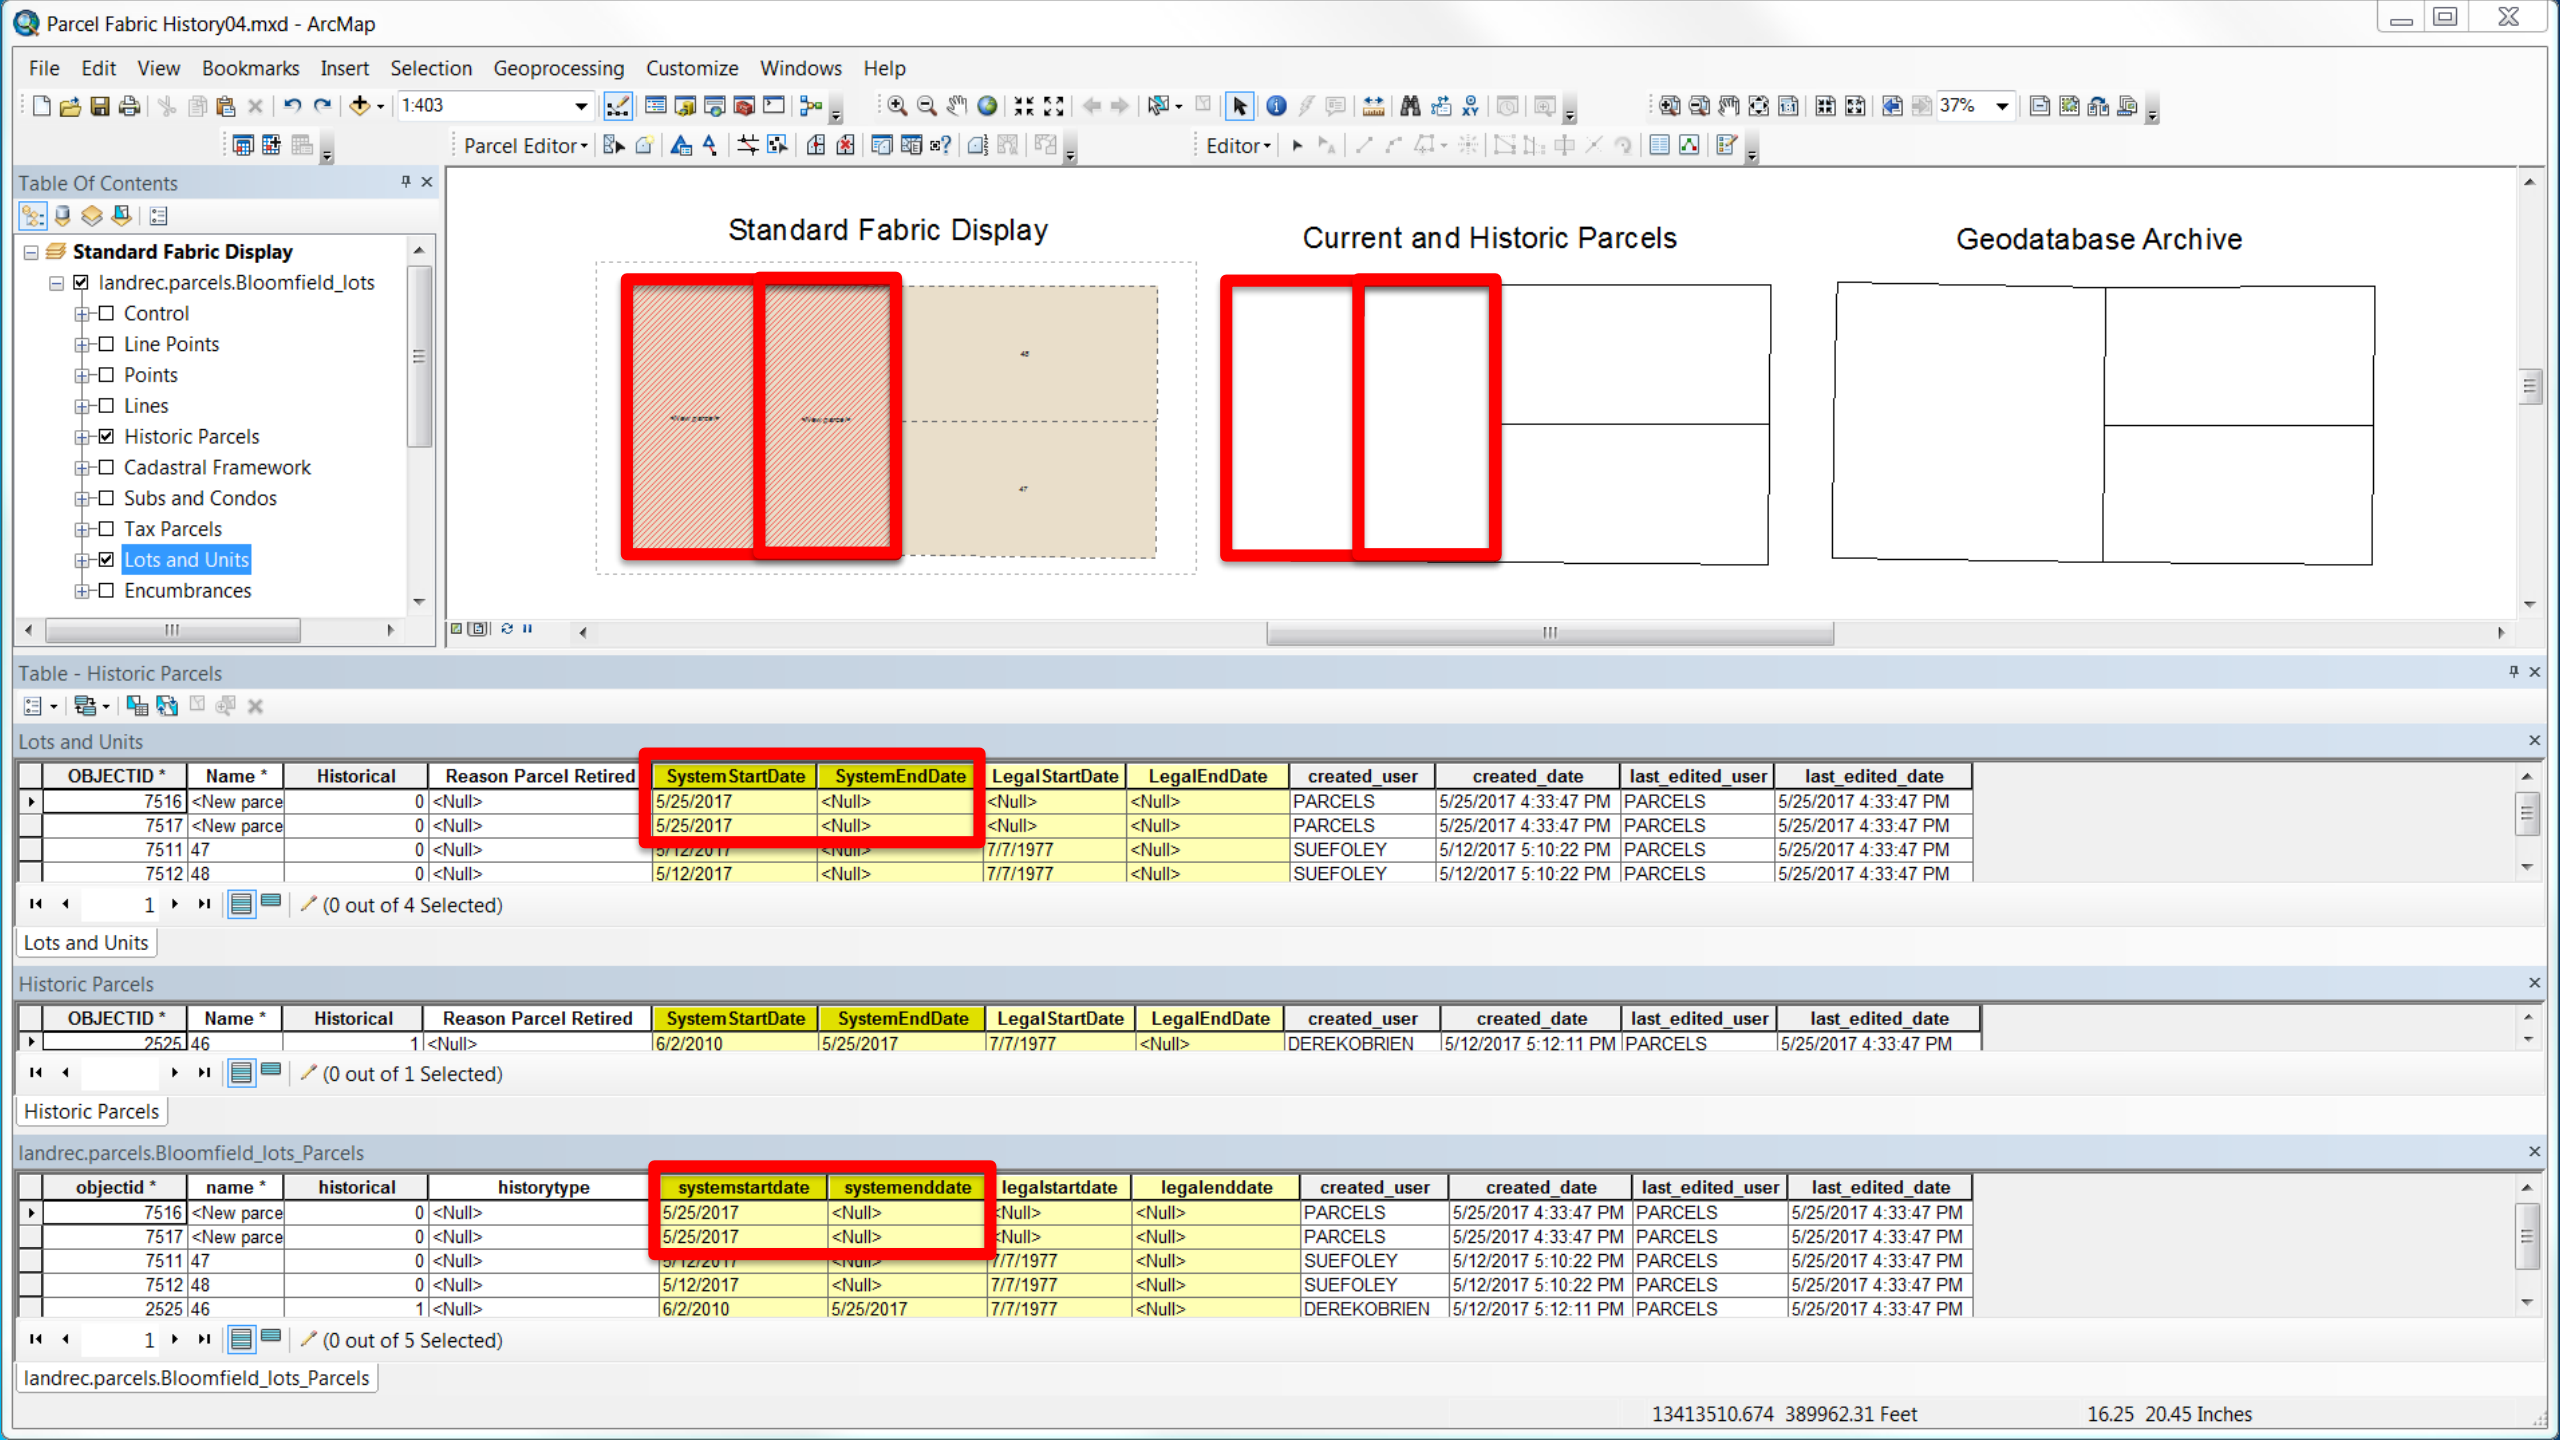 Parcel Fabric History04.mxd - ArcMap
File Edit View Bookmarks Insert Selection Geoprocessing Customize Windows Help
1:403 37%
Parcel Editor Editor
Table Of Contents
Standard Fabric Display
landrec.parcels.Bloomfield_lots
Control
Line Points
Points
Lines
Historic Parcels
Cadastral Framework
Subs and Condos
Tax Parcels
Lots and Units
Encumbrances
Standard Fabric Display
Current and Historic Parcels
Geodatabase Archive
48
<New parcel>
<New parcel>
47
Table - Historic Parcels
Lots and Units
OBJECTID * Name * Historical Reason Parcel Retired SystemStartDate SystemEndDate LegalStartDate LegalEndDate created_user created_date last_edited_user last_edited_date
7516 <New parce 0 <Null> 5/25/2017 <Null> <Null> <Null> PARCELS 5/25/2017 4:33:47 PM PARCELS 5/25/2017 4:33:47 PM
7517 <New parce 0 <Null> 5/25/2017 <Null> <Null> <Null> PARCELS 5/25/2017 4:33:47 PM PARCELS 5/25/2017 4:33:47 PM
7511 47 0 <Null> 5/12/2017 <Null> 7/7/1977 <Null> SUEFOLEY 5/12/2017 5:10:22 PM PARCELS 5/25/2017 4:33:47 PM
7512 48 0 <Null> 5/12/2017 <Null> 7/7/1977 <Null> SUEFOLEY 5/12/2017 5:10:22 PM PARCELS 5/25/2017 4:33:47 PM
1 (0 out of 4 Selected)
Lots and Units
Historic Parcels
OBJECTID * Name * Historical Reason Parcel Retired SystemStartDate SystemEndDate LegalStartDate LegalEndDate created_user created_date last_edited_user last_edited_date
2525 46 1 <Null> 6/2/2010 5/25/2017 7/7/1977 <Null> DEREKOBRIEN 5/12/2017 5:12:11 PM PARCELS 5/25/2017 4:33:47 PM
(0 out of 1 Selected)
Historic Parcels
landrec.parcels.Bloomfield_lots_Parcels
objectid * name * historical historytype systemstartdate systemenddate legalstartdate legalenddate created_user created_date last_edited_user last_edited_date
7516 <New parce 0 <Null> 5/25/2017 <Null> <Null> <Null> PARCELS 5/25/2017 4:33:47 PM PARCELS 5/25/2017 4:33:47 PM
7517 <New parce 0 <Null> 5/25/2017 <Null> <Null> <Null> PARCELS 5/25/2017 4:33:47 PM PARCELS 5/25/2017 4:33:47 PM
7511 47 0 <Null> 5/12/2017 <Null> 7/7/1977 <Null> SUEFOLEY 5/12/2017 5:10:22 PM PARCELS 5/25/2017 4:33:47 PM
7512 48 0 <Null> 5/12/2017 <Null> 7/7/1977 <Null> SUEFOLEY 5/12/2017 5:10:22 PM PARCELS 5/25/2017 4:33:47 PM
2525 46 1 <Null> 6/2/2010 5/25/2017 7/7/1977 <Null> DEREKOBRIEN 5/12/2017 5:12:11 PM PARCELS 5/25/2017 4:33:47 PM
1 (0 out of 5 Selected)
landrec.parcels.Bloomfield_lots_Parcels
13413510.674 389962.31 Feet 16.25 20.45 Inches